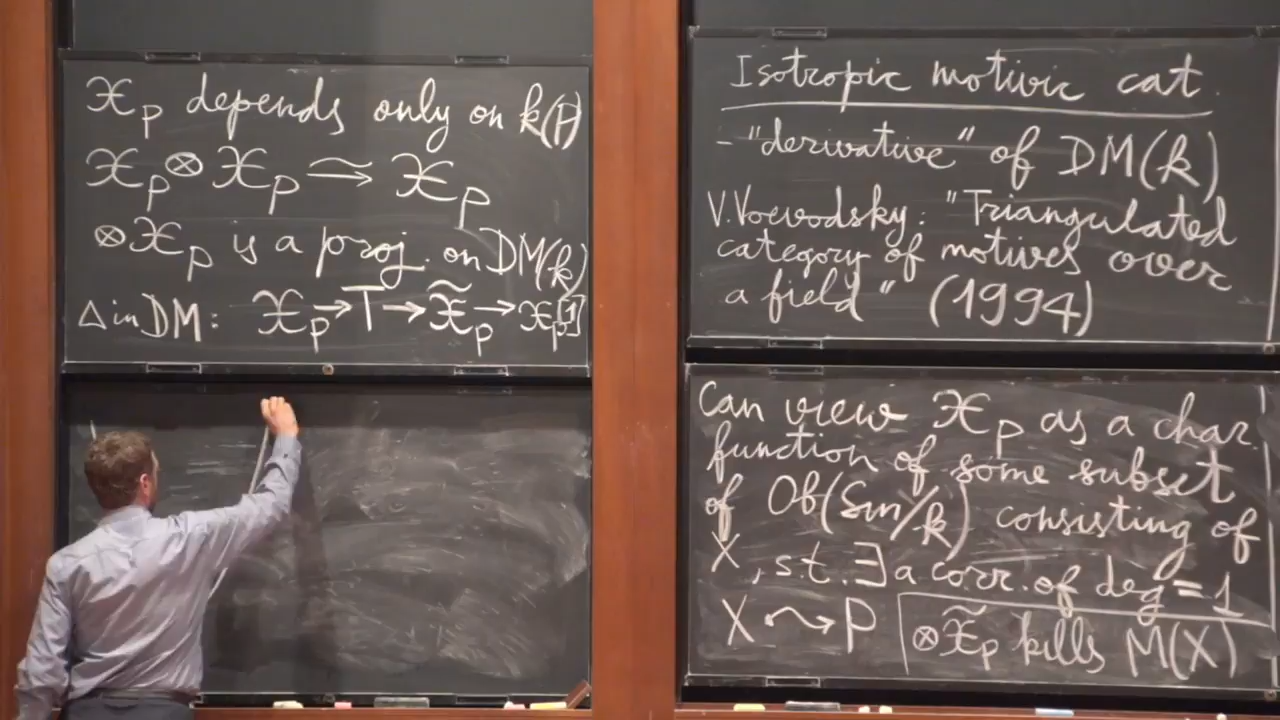 𝒳_P depends only on k(P)
𝒳_P ⊗ 𝒳_P ⥲ 𝒳_P
⊗𝒳_P is a proj. on DM(k)
△ in DM: 𝒳_P → T → 𝒳̃_P → 𝒳_P[1]
Isotropic motivic cat.
- "derivative" of DM(k)
V.Voevodsky: "Triangulated
category of motives over
a field" (1994)
Can view 𝒳_P as a char.
function of some subset
of Ob(Sm/k) consisting of
X, s.t. ∃ a corr. of deg = 1
X ⇝ P
⊗𝒳̃_P kills M(X)